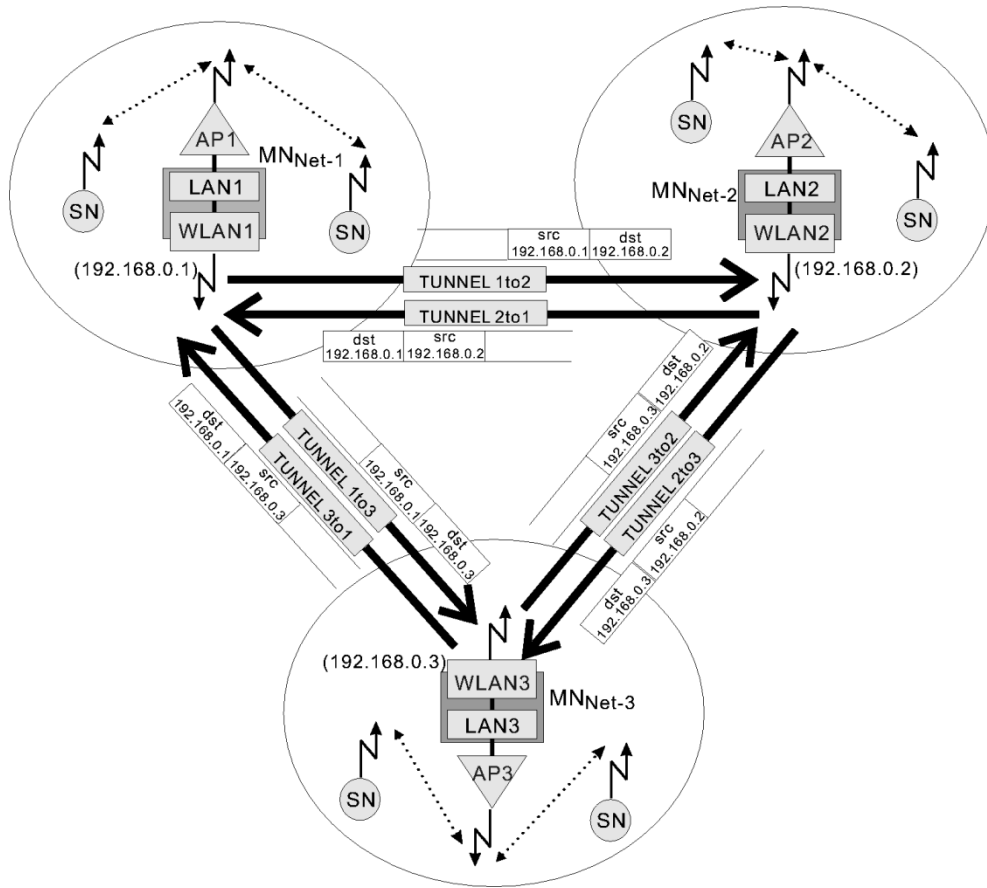 AP1
MNNet-1
LAN1
SN
WLAN1
SN
(192.168.0.1)
SN
AP2
SN
MNNet-2
LAN2
WLAN2
(192.168.0.2)
src
192.168.0.1
dst
192.168.0.2
TUNNEL 1to2
TUNNEL 2to1
dst
192.168.0.1
src
192.168.0.2
dst
192.168.0.1
src
192.168.0.3
TUNNEL 3to1
TUNNEL 1to3
src
192.168.0.1
dst
192.168.0.3
src
192.168.0.3
dst
192.168.0.2
TUNNEL 3to2
TUNNEL 2to3
dst
192.168.0.3
src
192.168.0.2
(192.168.0.3)
WLAN3
MNNet-3
LAN3
AP3
SN
SN